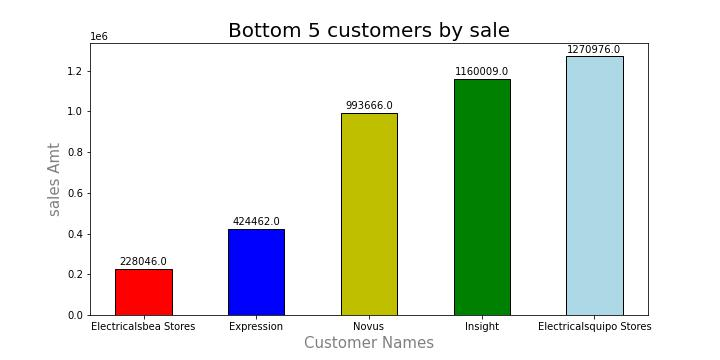 Bottom 5 customers by sale
1e6
1270976.0
1160009.0
993666.0
424462.0
228046.0
1.2
1.0
0.8
0.6
0.4
0.2
0.0
sales Amt
Electricalsbea Stores
Expression
Novus
Insight
Electricalsquipo Stores
Customer Names